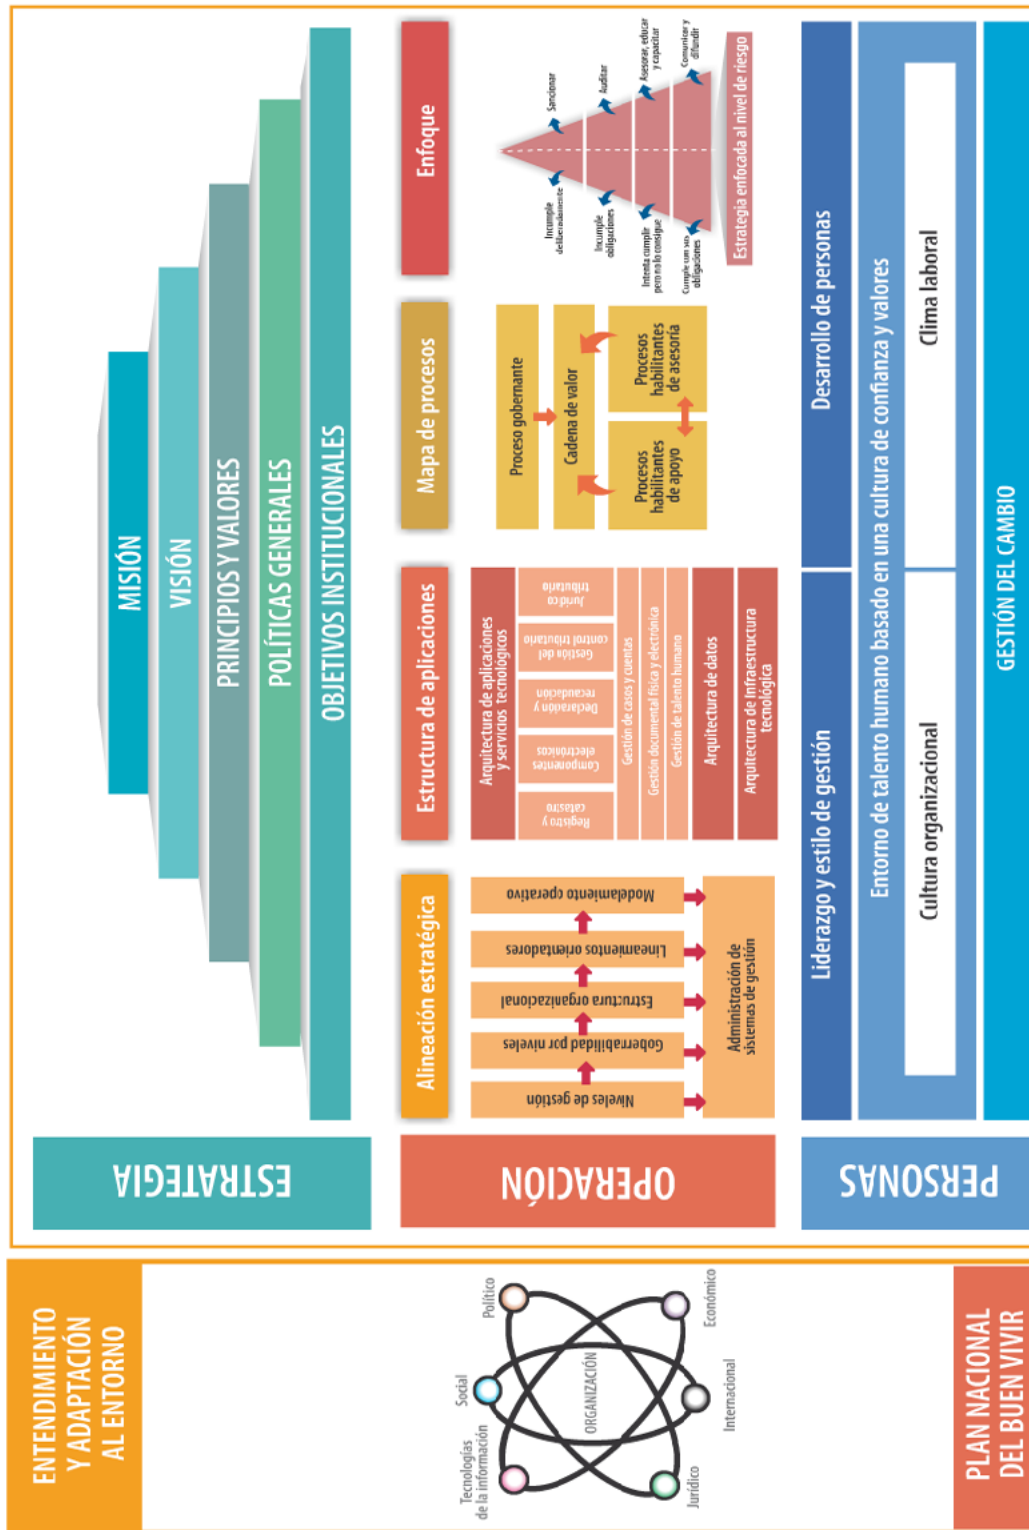 ENTENDIMIENTO
Y ADAPTACIÓN
AL ENTORNO
Tecnologías
de la información
Social
Político
ORGANIZACIÓN
Jurídico
Internacional
Económico
PLAN NACIONAL
DEL BUEN VIVIR
ESTRATEGIA
MISIÓN
VISIÓN
PRINCIPIOS Y VALORES
POLÍTICAS GENERALES
OBJETIVOS INSTITUCIONALES
OPERACIÓN
Alineación estratégica
Niveles de gestión
Gobernabilidad por niveles
Estructura organizacional
Lineamientos orientadores
Modelamiento operativo
Administración de
sistemas de gestión
Estructura de aplicaciones
Arquitectura de aplicaciones
y servicios tecnológicos
Registro y
catastro
Componentes
electrónicos
Declaración y
recaudación
Gestión del
control tributario
Jurídico
tributario
Gestión de casos y cuentas
Gestión documental física y electrónica
Gestión de talento humano
Arquitectura de datos
Arquitectura de Infraestructura
tecnológica
Mapa de procesos
Proceso gobernante
Cadena de valor
Procesos
habilitantes
de apoyo
Procesos
habilitantes
de asesoría
Enfoque
Incumple
deliberadamente
Sancionar
Incumple
obligaciones
Auditar
Intenta cumplir
pero no lo consigue
Asesorar, educar
y capacitar
Cumple con sus
obligaciones
Comunicar y
difundir
Estrategia enfocada al nivel de riesgo
PERSONAS
Liderazgo y estilo de gestión
Desarrollo de personas
Entorno de talento humano basado en una cultura de confianza y valores
Cultura organizacional
Clima laboral
GESTIÓN DEL CAMBIO